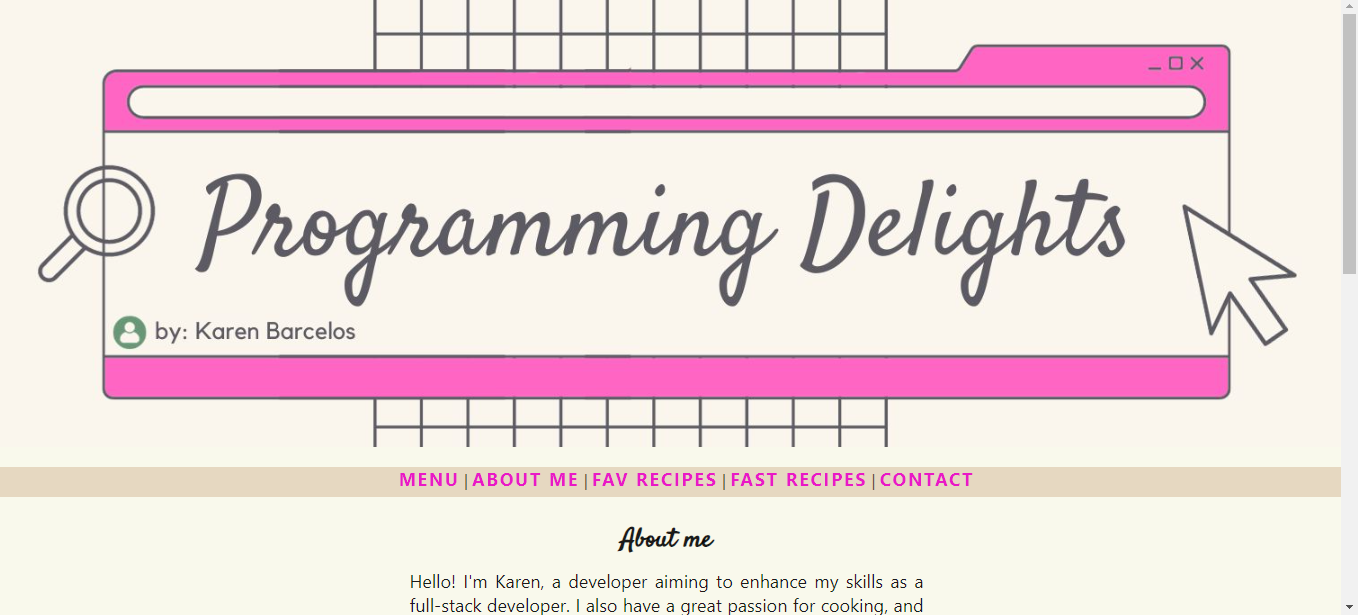 Programming Delights
by: Karen Barcelos
MENU | ABOUT ME | FAV RECIPES | FAST RECIPES | CONTACT
About me
Hello! I'm Karen, a developer aiming to enhance my skills as a
full-stack developer. I also have a great passion for cooking, and